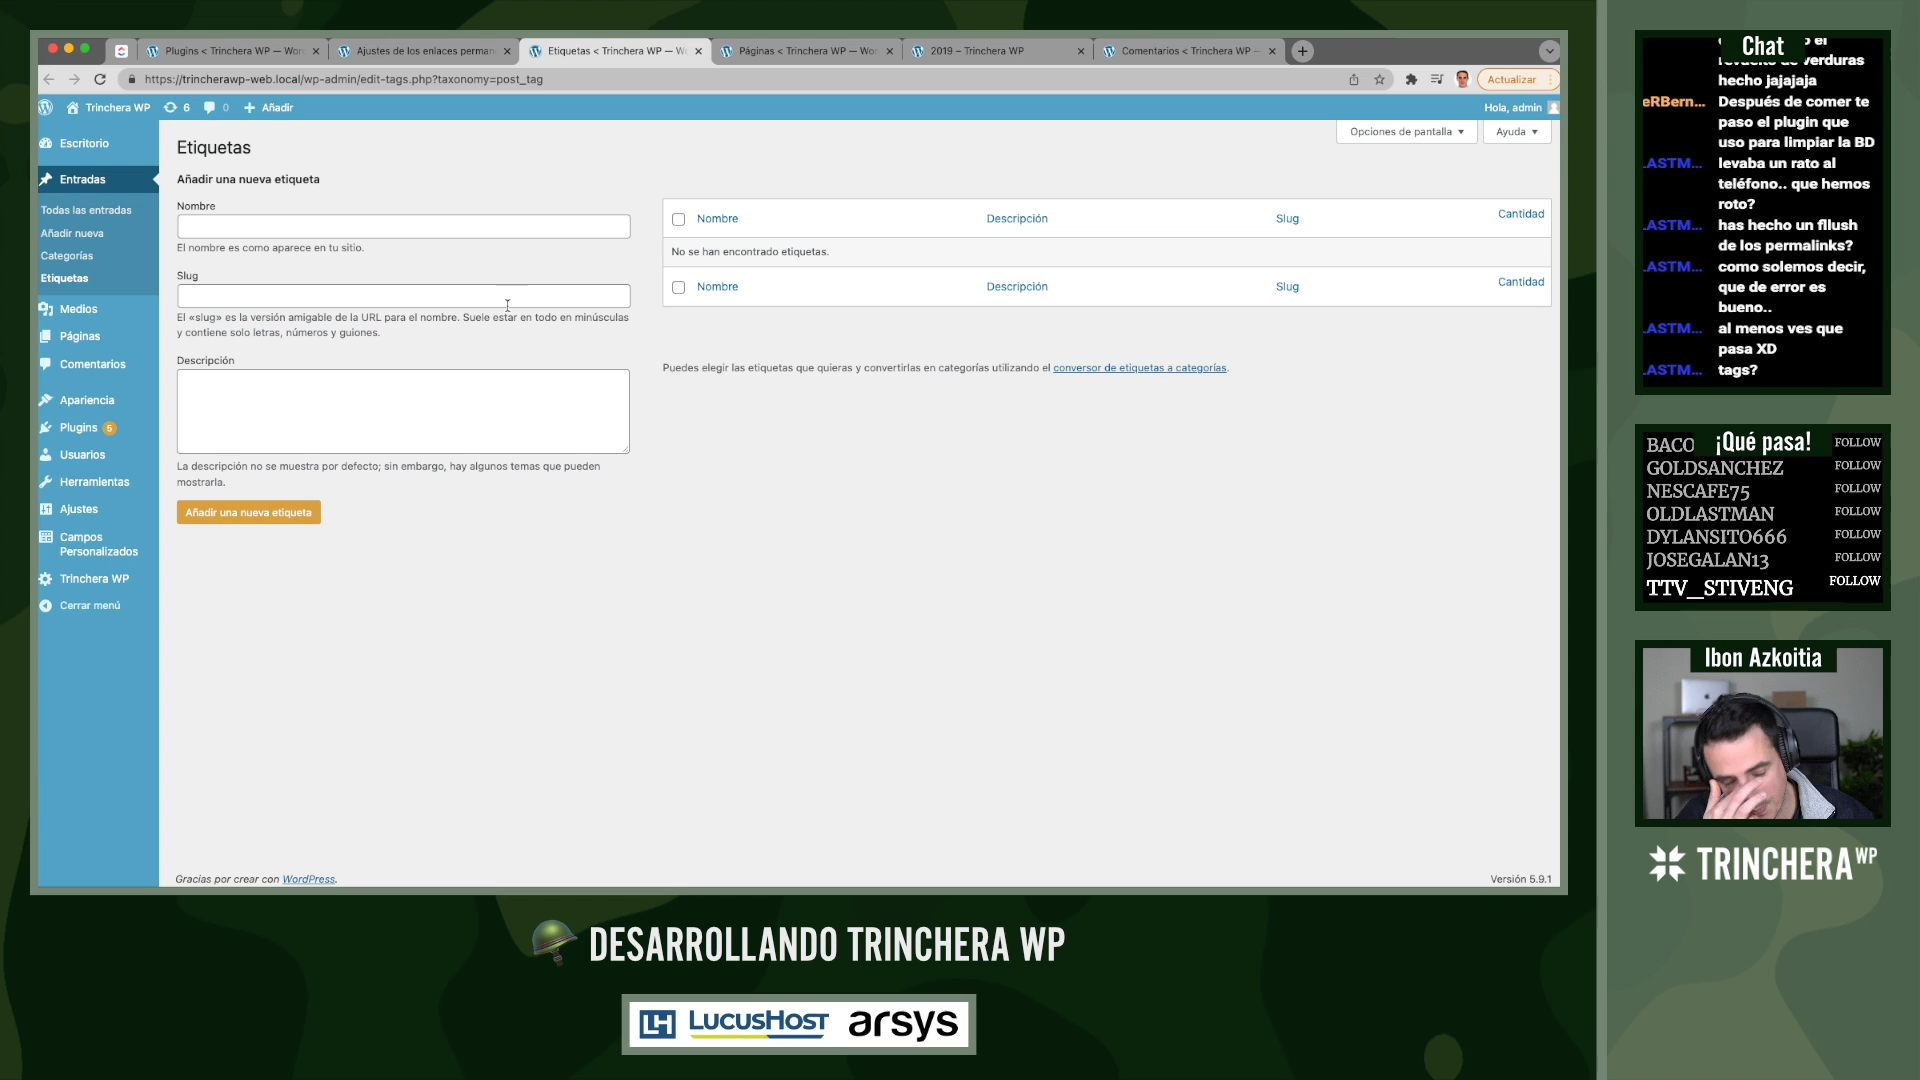 Plugins < Trinchera WP — Wor
Ajustes de los enlaces perman
Etiquetas < Trinchera WP — W
Páginas < Trinchera WP — Wor
2019 – Trinchera WP
Comentarios < Trinchera WP —
https://trincherawp-web.local/wp-admin/edit-tags.php?taxonomy=post_tag
Actualizar
Trinchera WP
6
0
Añadir
Hola, admin
Escritorio
Entradas
Todas las entradas
Añadir nueva
Categorías
Etiquetas
Medios
Páginas
Comentarios
Apariencia
Plugins 5
Usuarios
Herramientas
Ajustes
Campos
Personalizados
Trinchera WP
Cerrar menú
Opciones de pantalla
Ayuda
Etiquetas
Añadir una nueva etiqueta
Nombre
El nombre es como aparece en tu sitio.
Slug
El «slug» es la versión amigable de la URL para el nombre. Suele estar en todo en minúsculas
y contiene solo letras, números y guiones.
Descripción
La descripción no se muestra por defecto; sin embargo, hay algunos temas que pueden
mostrarla.
Añadir una nueva etiqueta
Nombre Descripción Slug Cantidad
No se han encontrado etiquetas.
Nombre Descripción Slug Cantidad
Puedes elegir las etiquetas que quieras y convertirlas en categorías utilizando el conversor de etiquetas a categorías.
Gracias por crear con WordPress.
Versión 5.9.1
Chat
revuelto de verduras
hecho jajajaja
eRBern... Después de comer te
paso el plugin que
uso para limpiar la BD
LASTM... levaba un rato al
teléfono.. que hemos
roto?
LASTM... has hecho un fllush
de los permalinks?
LASTM... como solemos decir,
que de error es
bueno..
LASTM... al menos ves que
pasa XD
LASTM... tags?
¡Qué pasa!
BACO FOLLOW
GOLDSANCHEZ FOLLOW
NESCAFE75 FOLLOW
OLDLASTMAN FOLLOW
DYLANSITO666 FOLLOW
JOSEGALAN13 FOLLOW
TTV_STIVENG FOLLOW
Ibon Azkoitia
TRINCHERA WP
DESARROLLANDO TRINCHERA WP
LH LUCUSHOST arsys